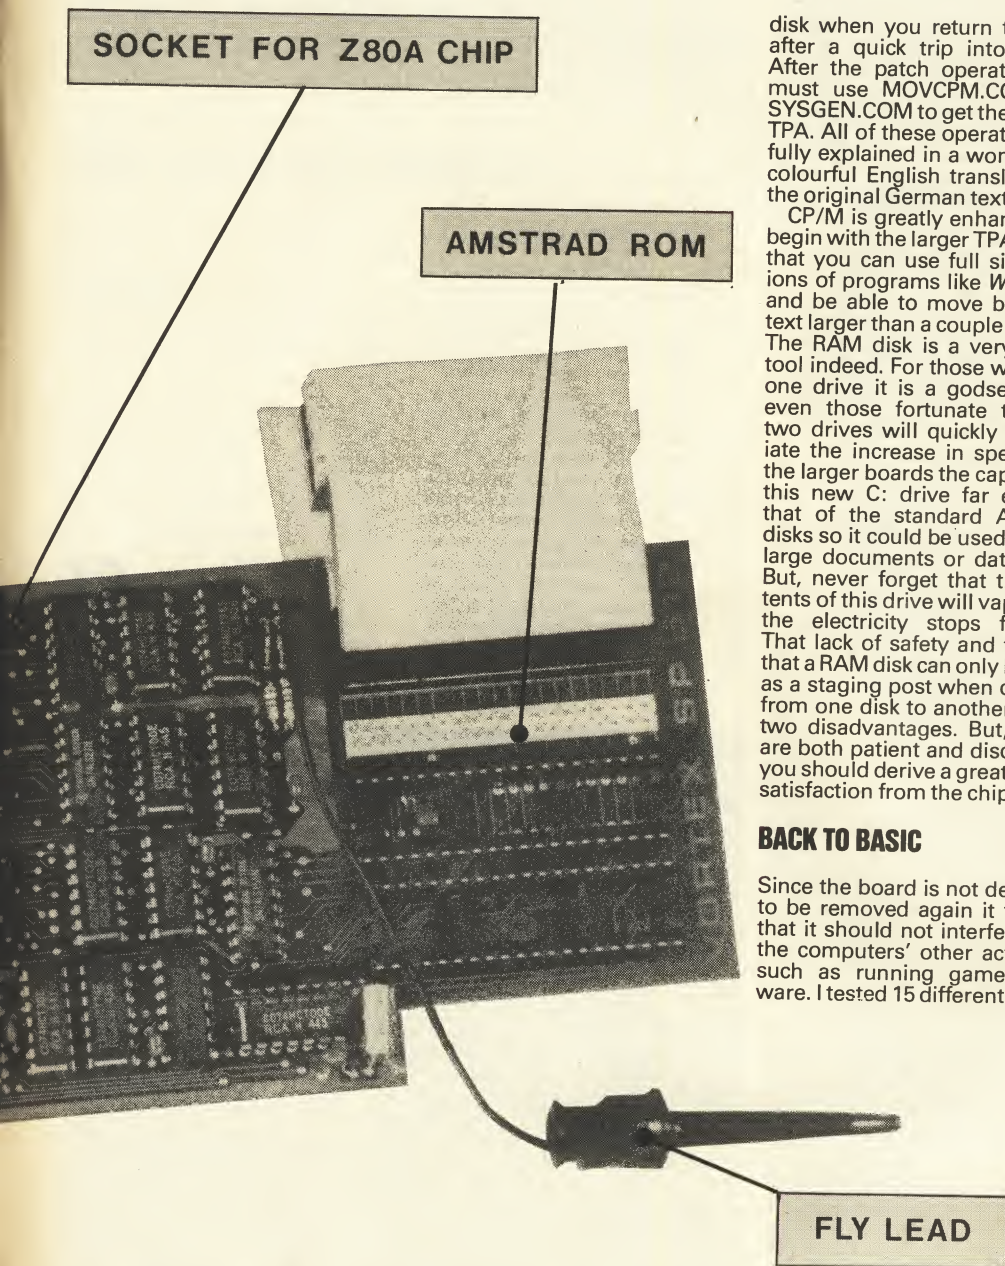 SOCKET FOR Z80A CHIP
AMSTRAD ROM
VORTEX SP 512
FLY LEAD
disk when you return t
after a quick trip into
After the patch operat
must use MOVCPM.CO
SYSGEN.COM to get the
TPA. All of these operat
fully explained in a wor
colourful English transl
the original German text
CP/M is greatly enhan
begin with the larger TPA
that you can use full si
ions of programs like W
and be able to move b
text larger than a couple
The RAM disk is a very
tool indeed. For those w
one drive it is a godse
even those fortunate t
two drives will quickly
iate the increase in spe
the larger boards the cap
this new C: drive far e
that of the standard A
disks so it could be used
large documents or dat
But, never forget that t
tents of this drive will vap
the electricity stops f
That lack of safety and t
that a RAM disk can only
as a staging post when c
from one disk to another
two disadvantages. But,
are both patient and disc
you should derive a great
satisfaction from the chip
BACK TO BASIC
Since the board is not de
to be removed again it
that it should not interfe
the computers' other ac
such as running game
ware. I tested 15 different